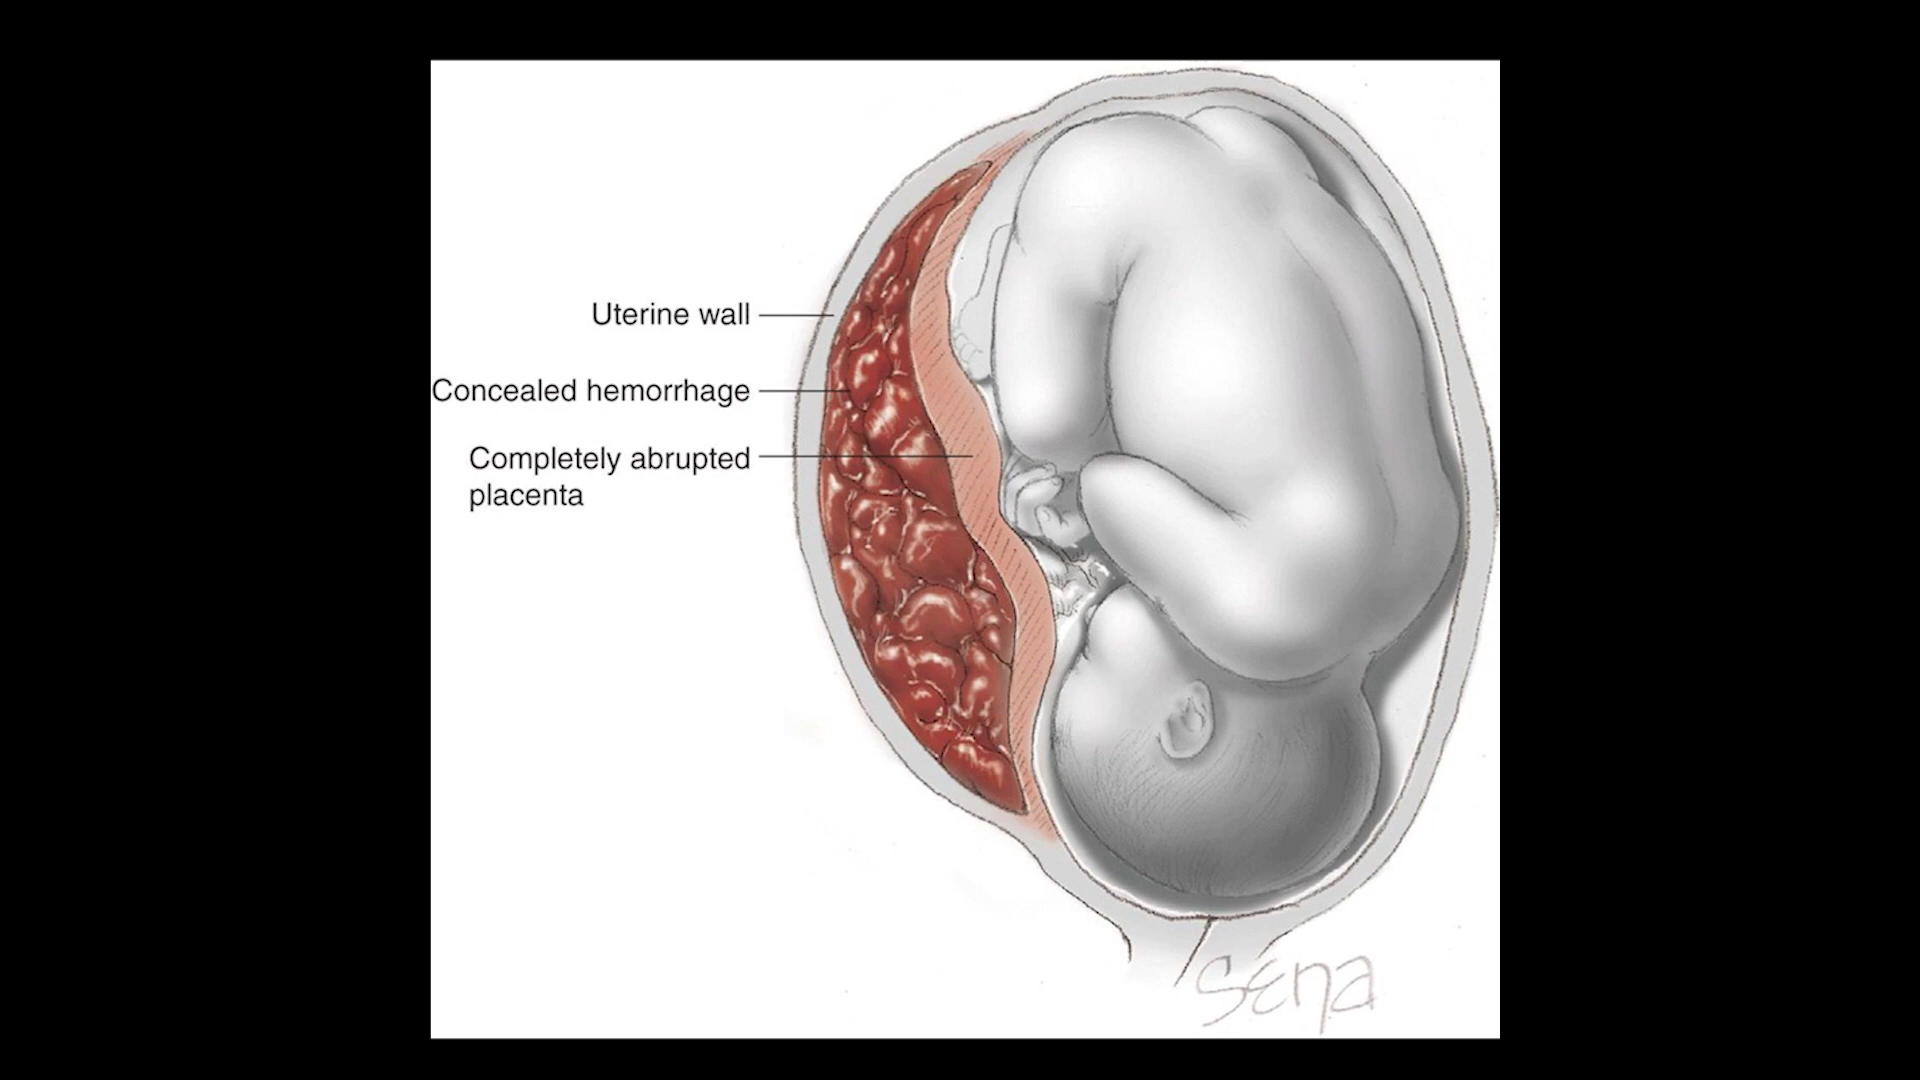 Uterine wall
Concealed hemorrhage
Completely abrupted
placenta
Sena